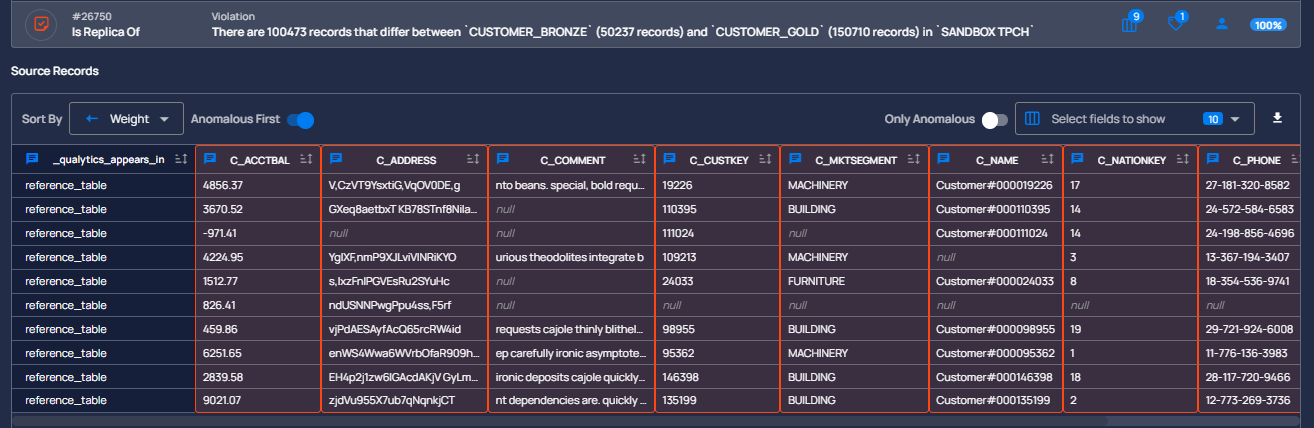 #26750 Violation 9 1
Is Replica Of There are 100473 records that differ between `CUSTOMER_BRONZE` (50237 records) and `CUSTOMER_GOLD` (150710 records) in `SANDBOX TPCH` 100%
Source Records
Sort By Weight Anomalous First Only Anomalous Select fields to show 10
_qualytics_appears_in C_ACCTBAL C_ADDRESS C_COMMENT C_CUSTKEY C_MKTSEGMENT C_NAME C_NATIONKEY C_PHONE
reference_table 4856.37 V,CzVT9YsxtiG,VqOV0DE,g nto beans. special, bold requ... 19226 MACHINERY Customer#000019226 17 27-181-320-8582
reference_table 3670.52 GXeq8aetbxT KB78STnf8Nila... null 110395 BUILDING Customer#000110395 14 24-572-584-6583
reference_table -971.41 null null 111024 null Customer#000111024 14 24-198-856-4696
reference_table 4224.95 YglXF,nmP9XJLviVINRiKYO urious theodolites integrate b 109213 MACHINERY null 3 13-367-194-3407
reference_table 1512.77 s,lxzFnlPGVEsRu2SYuHc null 24033 FURNITURE Customer#000024033 8 18-354-536-9741
reference_table 826.41 ndUSNNPwgPpu4ss,F5rf null null null null null null
reference_table 459.86 vjPdAESAyfAcQ65rcRW4id requests cajole thinly blithel... 98955 BUILDING Customer#000098955 19 29-721-924-6008
reference_table 6251.65 enWS4Wwa6WVrbOfaR909h... ep carefully ironic asymptote... 95362 MACHINERY Customer#000095362 1 11-776-136-3983
reference_table 2839.58 EH4p2j1zw6IGAcdAKjV GyLm... ironic deposits cajole quickly... 146398 BUILDING Customer#000146398 18 28-117-720-9466
reference_table 9021.07 zjdVu955X7ub7qNqnkjCT nt dependencies are. quickly ... 135199 BUILDING Customer#000135199 2 12-773-269-3736